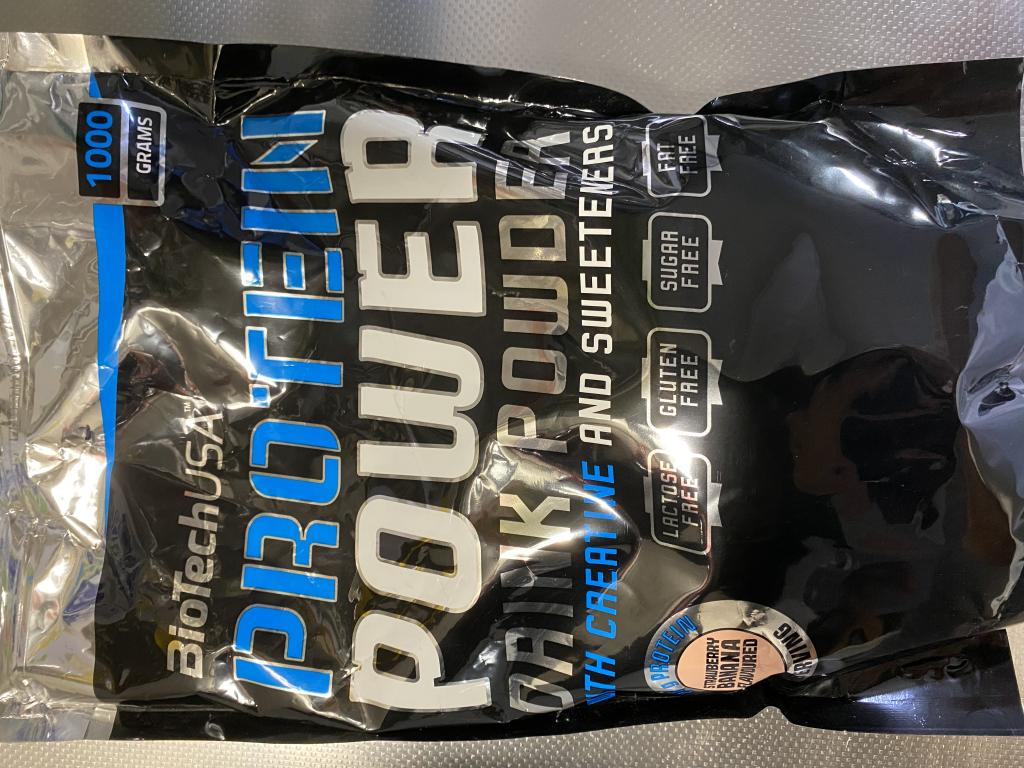 1000
GRAMS
BioTechUSA™
PROTEIN
POWER
DRINK POWDER
WITH CREATINE AND SWEETENERS
LACTOSE
FREE
GLUTEN
FREE
SUGAR
FREE
FAT
FREE
PROTEIN/
STRAWBERRY
BANANA
FLAVOURED